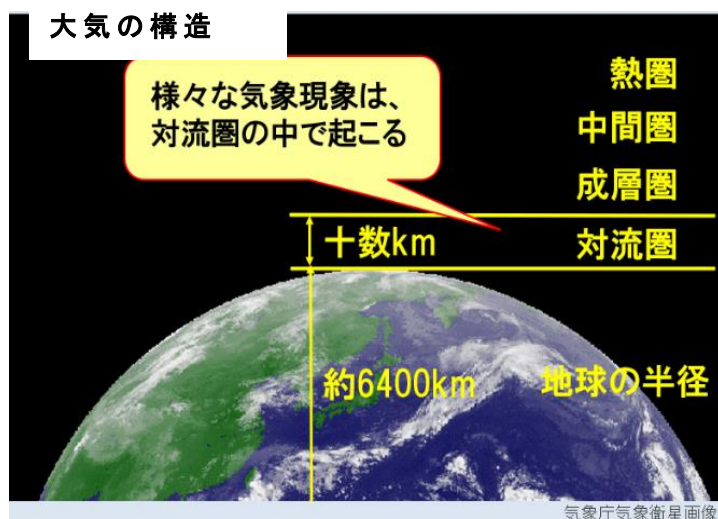 大気の構造
様々な気象現象は、
対流圏の中で起こる
熱圏
中間圏
成層圏
十数km
対流圏
約6400km
地球の半径
気象庁気象衛星画像